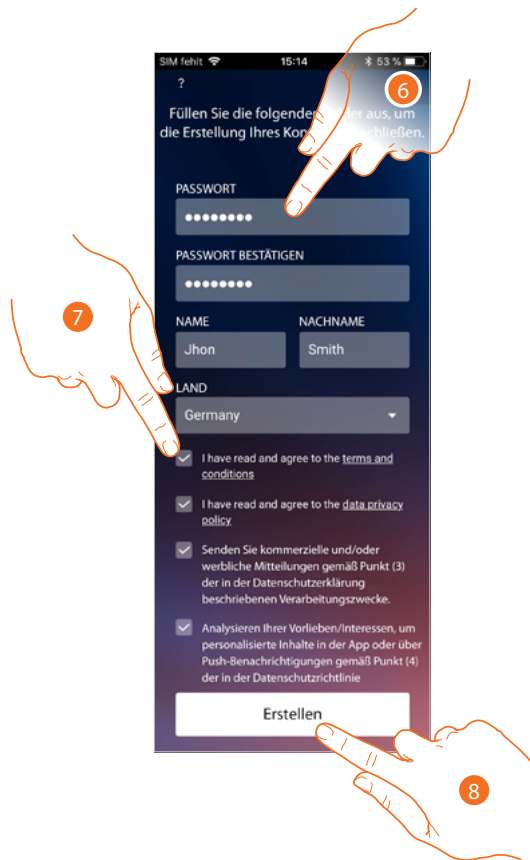 SIM fehlt 15:14 53 %
?
6
Füllen Sie die folgenden aus, um
die Erstellung Ihres
PASSWORT
••••••••
PASSWORT BESTÄTIGEN
••••••••
7
NAME NACHNAME
Jhon Smith
LAND
Germany
I have read and agree to the terms and
conditions
I have read and agree to the data privacy
policy
Senden Sie kommerzielle und/oder
werbliche Mitteilungen gemäß Punkt (3)
der in der Datenschutzerklärung
beschriebenen Verarbeitungszwecke.
Analysieren Ihrer Vorlieben/Interessen, um
personalisierte Inhalte in der App oder über
Push-Benachrichtigungen gemäß Punkt (4)
der in der Datenschutzrichtlinie
Erstellen
8